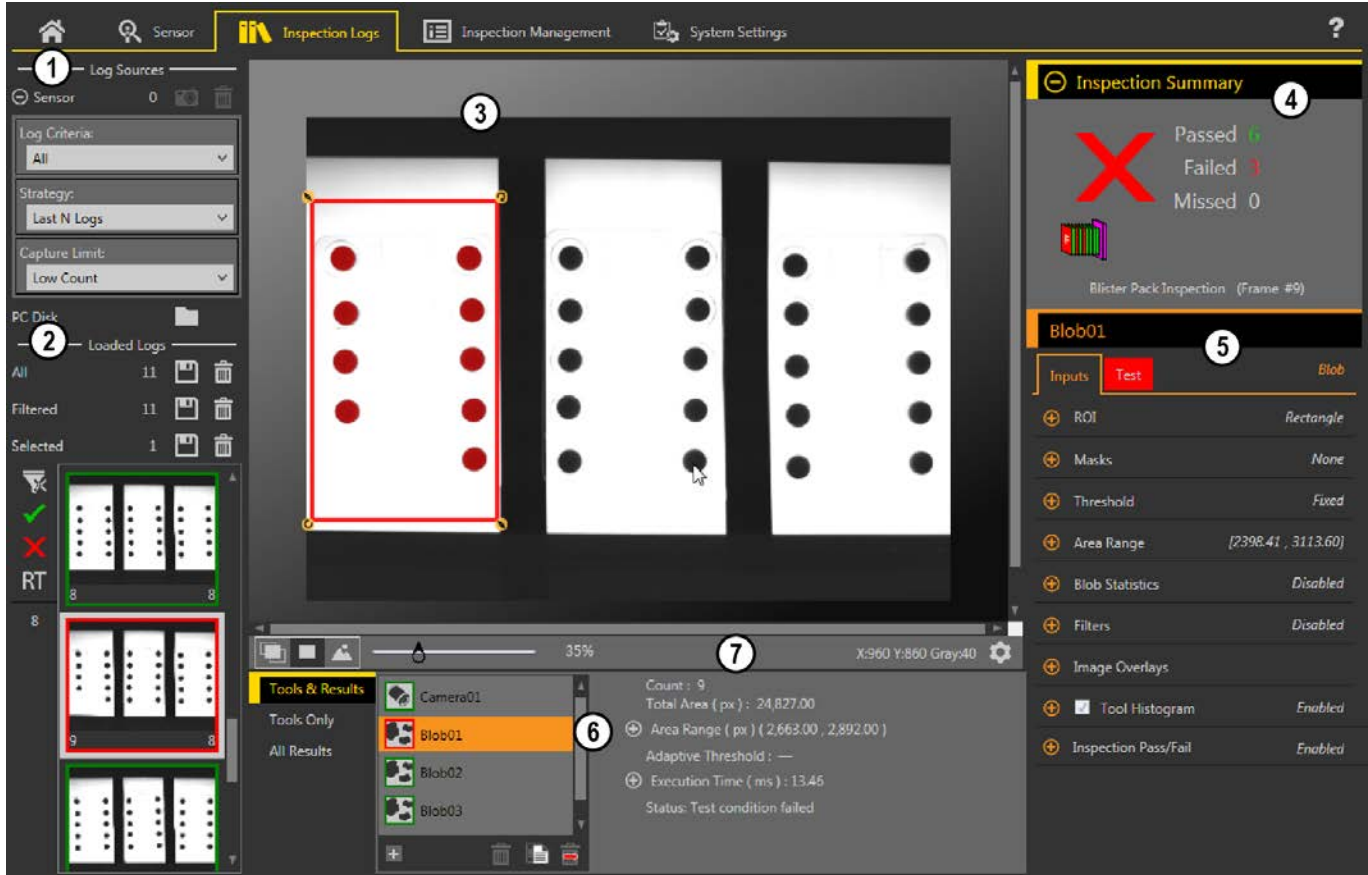 Sensor
Inspection Logs
Inspection Management
System Settings
?
1
Log Sources
Sensor 0
Log Criteria:
All
Strategy:
Last N Logs
Capture Limit:
Low Count
PC Disk
2
Loaded Logs
All 11
Filtered 11
Selected 1
RT
8
8 8
9 8
3
35%
7
X:960 Y:860 Gray:40
Tools & Results
Tools Only
All Results
Camera01
Blob01
Blob02
Blob03
6
Count : 9
Total Area ( px ) : 24,827.00
Area Range ( px ) ( 2,663.00 , 2,892.00 )
Adaptive Threshold : —
Execution Time ( ms ) : 13.46
Status: Test condition failed
Inspection Summary
4
Passed 6
Failed 3
Missed 0
Blister Pack Inspection (Frame #9)
Blob01
5
Inputs
Test
Blob
ROI Rectangle
Masks None
Threshold Fixed
Area Range [2398.41 , 3113.60]
Blob Statistics Disabled
Filters Disabled
Image Overlays
Tool Histogram Enabled
Inspection Pass/Fail Enabled